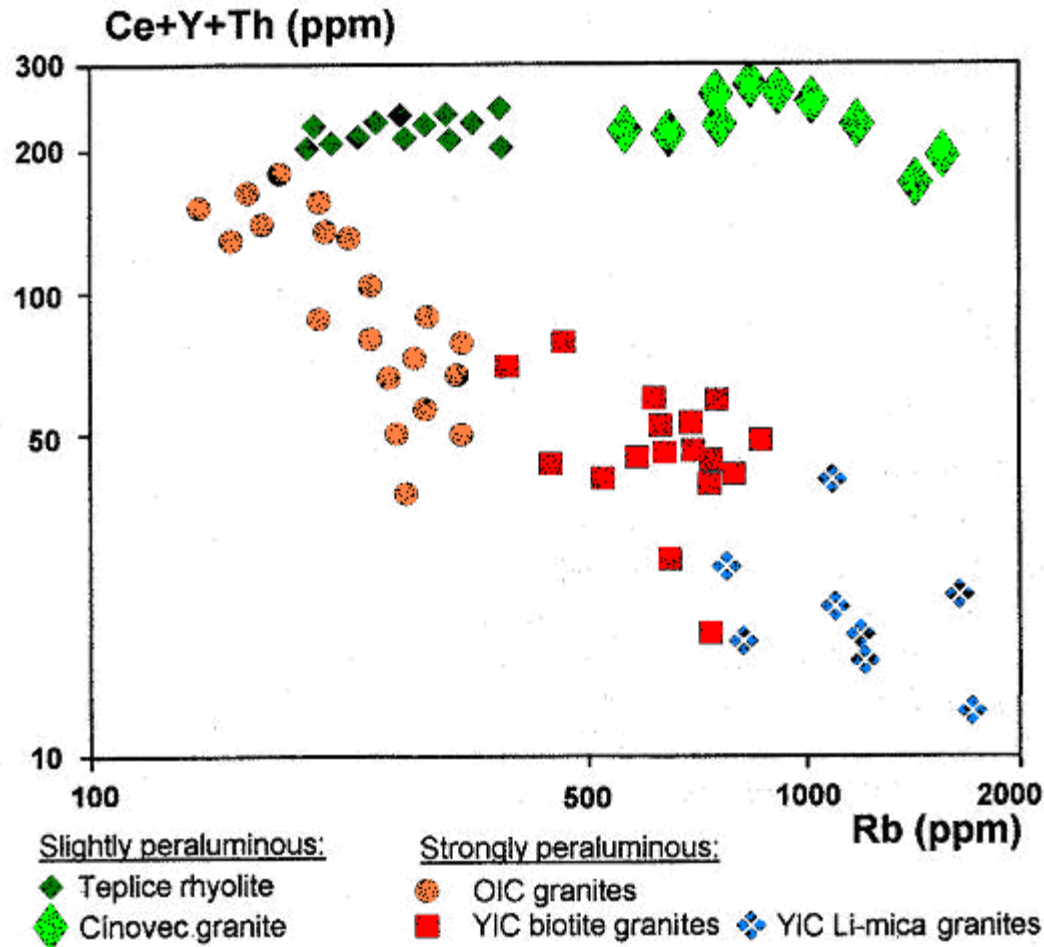 Ce+Y+Th (ppm)
300
200
100
50
10
100 500 1000 2000
Rb (ppm)
Slightly peraluminous: Strongly peraluminous:
Teplice rhyolite OIC granites
Cínovec granite YIC biotite granites YIC Li-mica granites